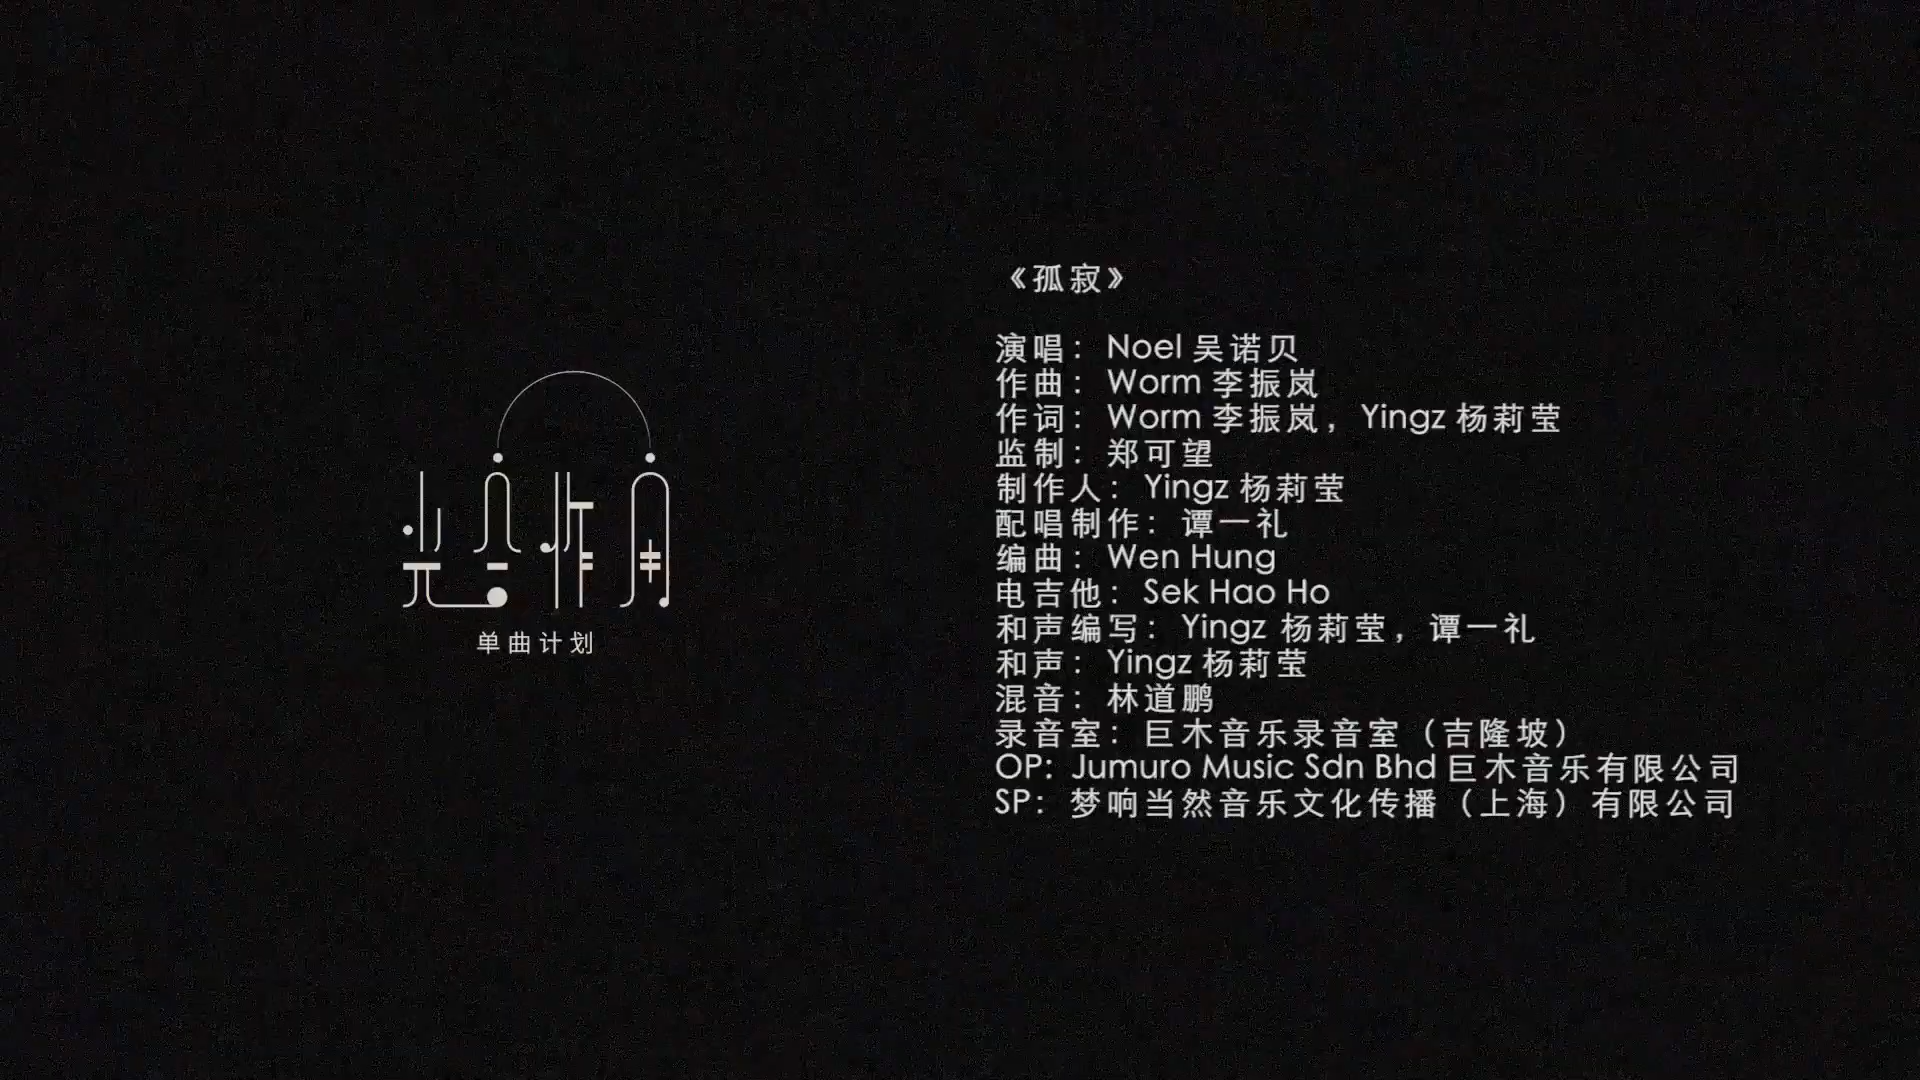 光合作用
单曲计划
《孤寂》
演唱：Noel 吴诺贝
作曲：Worm 李振岚
作词：Worm 李振岚，Yingz 杨莉莹
监制：郑可望
制作人：Yingz 杨莉莹
配唱制作：谭一礼
编曲：Wen Hung
电吉他：Sek Hao Ho
和声编写：Yingz 杨莉莹，谭一礼
和声：Yingz 杨莉莹
混音：林道鹏
录音室：巨木音乐录音室（吉隆坡）
OP：Jumuro Music Sdn Bhd 巨木音乐有限公司
SP：梦响当然音乐文化传播（上海）有限公司